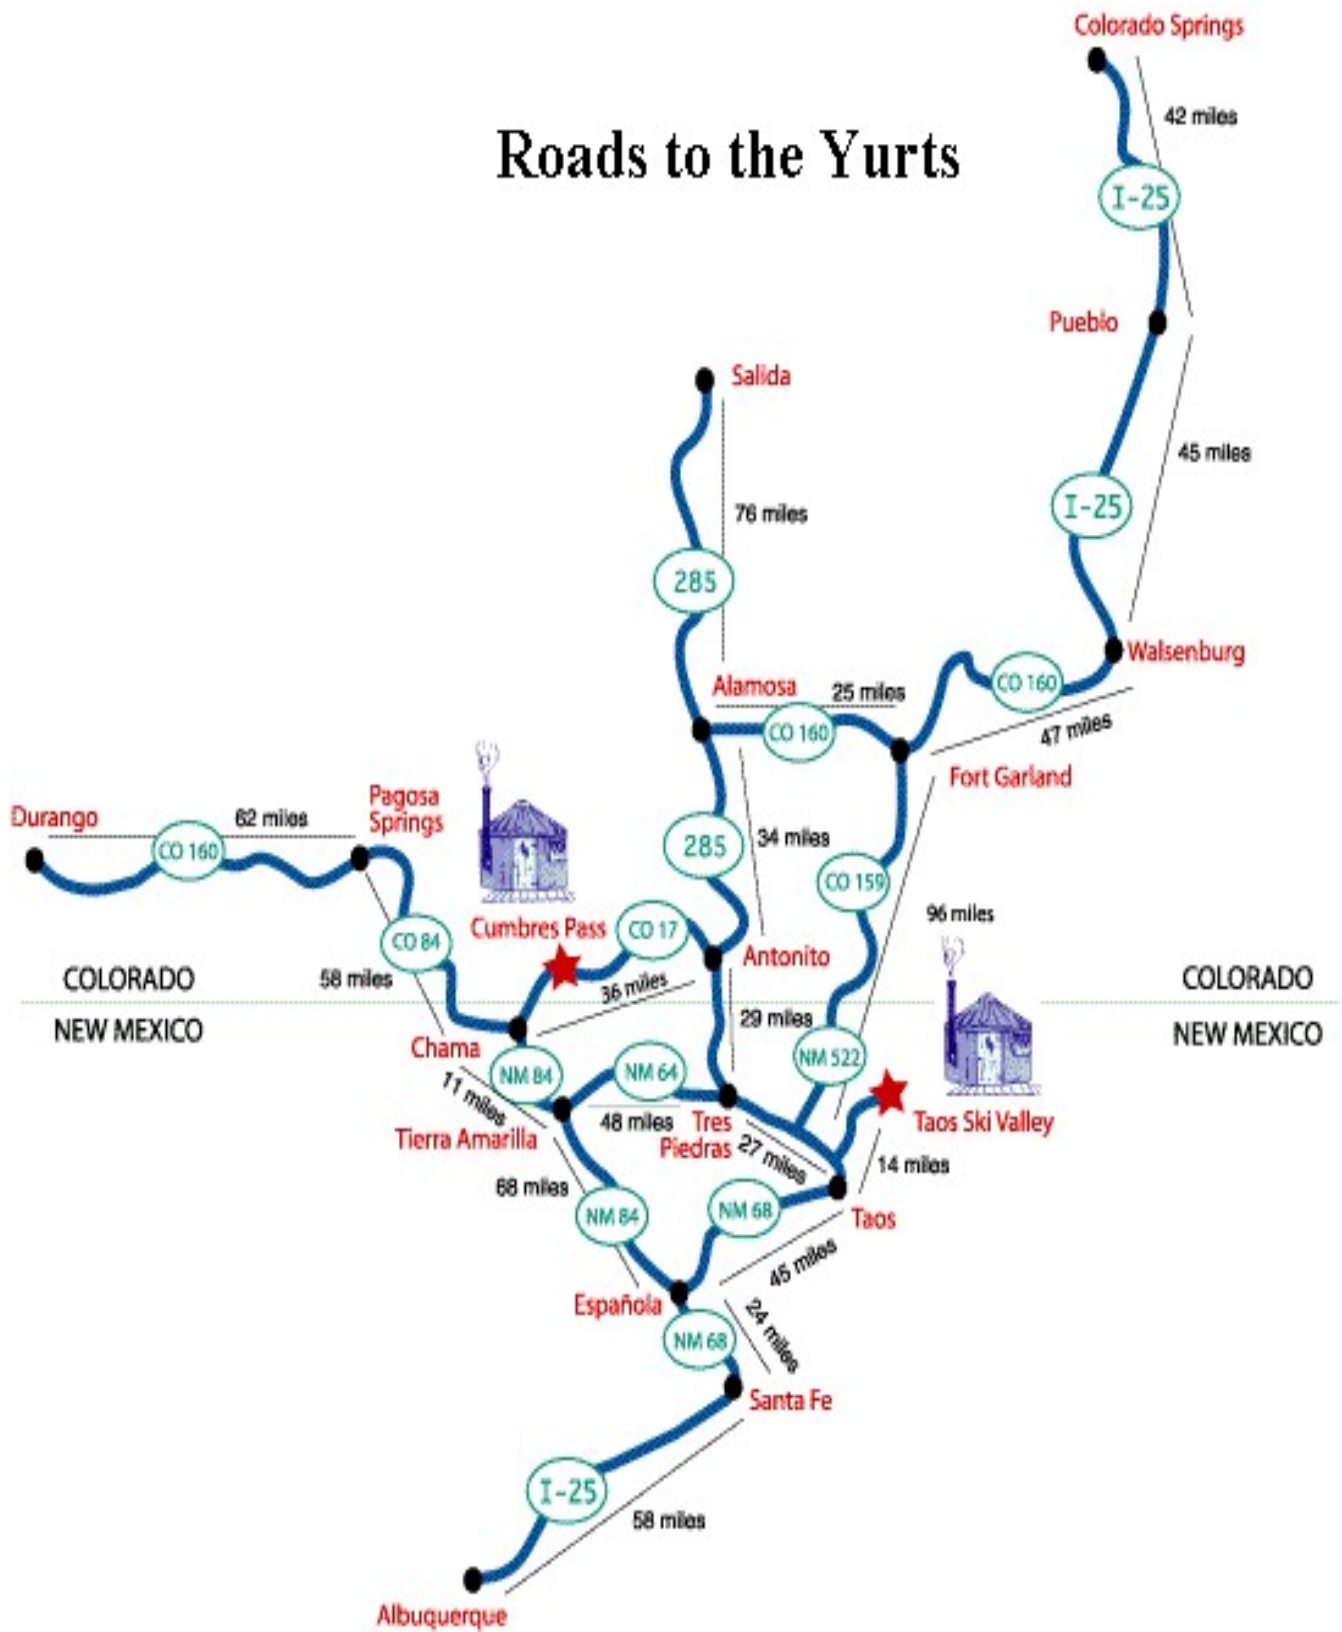 Colorado Springs
42 miles
Roads to the Yurts
I-25
Pueblo
Salida
45 miles
76 miles
I-25
285
Walsenburg
CO 160
Alamosa
25 miles
CO 160
47 miles
Fort Garland
Durango
62 miles
CO 160
Pagosa
Springs
285
34 miles
CO 159
96 miles
Cumbres Pass
CO 17
CO 84
Antonito
58 miles
36 miles
COLORADO
COLORADO
NEW MEXICO
NEW MEXICO
29 miles
Chama
NM 522
NM 84
NM 64
11 miles
48 miles
Tres
Piedras
Taos Ski Valley
Tierra Amarilla
27 miles
14 miles
68 miles
NM 84
NM 68
Taos
45 miles
Española
24 miles
NM 68
Santa Fe
I-25
58 miles
Albuquerque